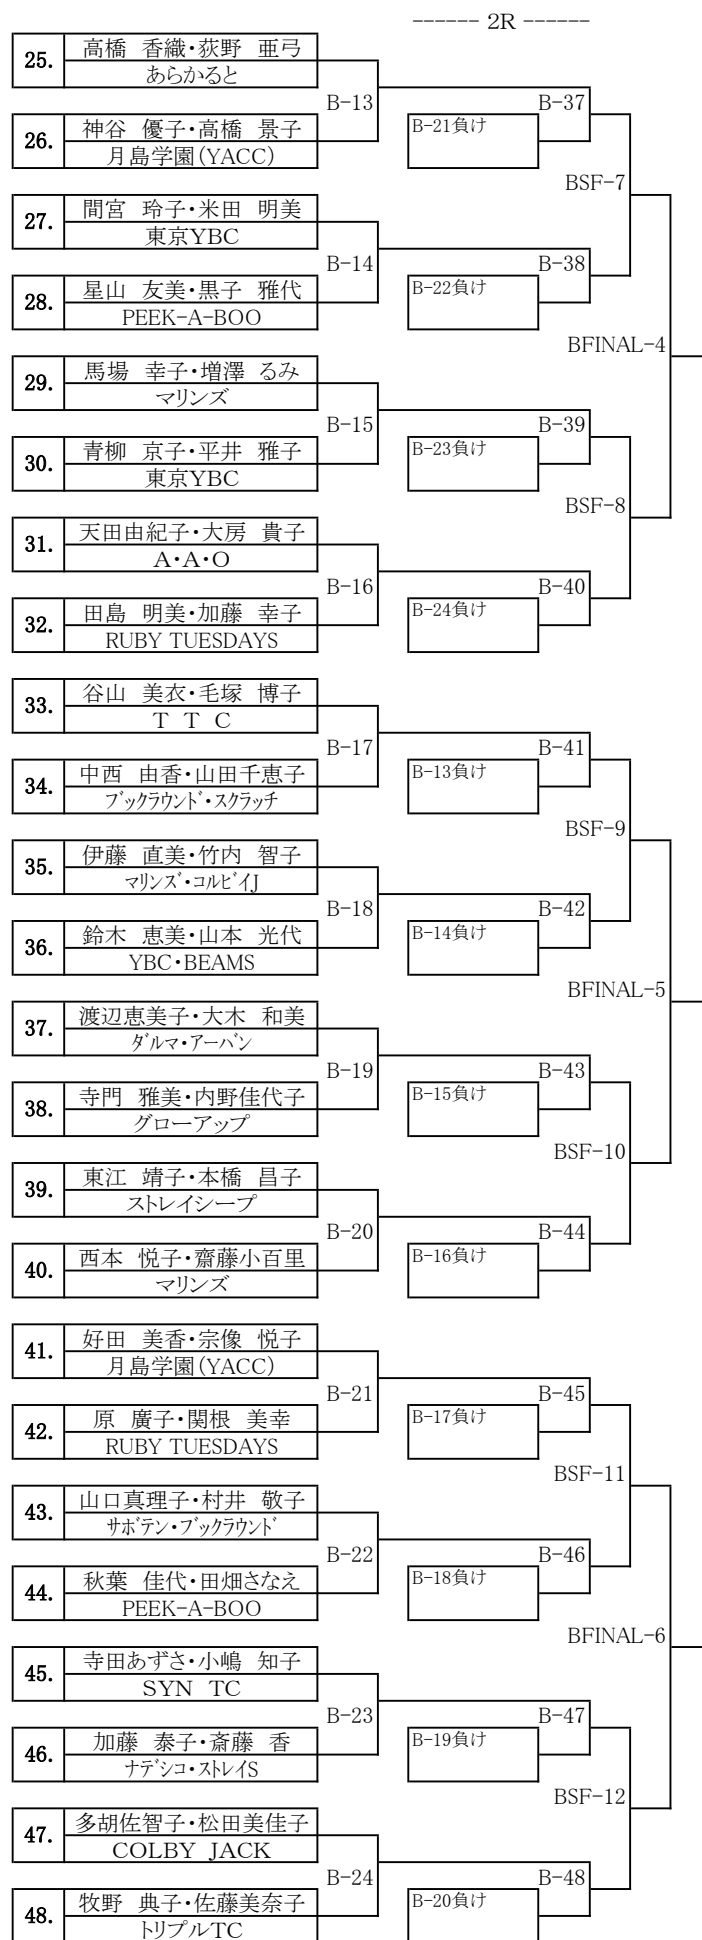 ------ 2R ------
25.
高橋 香織・荻野 亜弓
あらかると
B-13
B-37
26.
神谷 優子・高橋 景子
月島学園(YACC)
B-21負け
BSF-7
27.
間宮 玲子・米田 明美
東京YBC
B-14
B-38
28.
星山 友美・黒子 雅代
PEEK-A-BOO
B-22負け
BFINAL-4
29.
馬場 幸子・増澤 るみ
マリンズ
B-15
B-39
30.
青柳 京子・平井 雅子
東京YBC
B-23負け
BSF-8
31.
天田由紀子・大房 貴子
A・A・O
B-16
B-40
32.
田島 明美・加藤 幸子
RUBY TUESDAYS
B-24負け
33.
谷山 美衣・毛塚 博子
T T C
B-17
B-41
34.
中西 由香・山田千恵子
ブックラウンド・スクラッチ
B-13負け
BSF-9
35.
伊藤 直美・竹内 智子
マリンズ・コルビイJ
B-18
B-42
36.
鈴木 恵美・山本 光代
YBC・BEAMS
B-14負け
BFINAL-5
37.
渡辺恵美子・大木 和美
ダルマ・アーバン
B-19
B-43
38.
寺門 雅美・内野佳代子
グローアップ
B-15負け
BSF-10
39.
東江 靖子・本橋 昌子
ストレイシープ
B-20
B-44
40.
西本 悦子・齋藤小百里
マリンズ
B-16負け
41.
好田 美香・宗像 悦子
月島学園(YACC)
B-21
B-45
42.
原 廣子・関根 美幸
RUBY TUESDAYS
B-17負け
BSF-11
43.
山口真理子・村井 敬子
サボテン・ブックラウンド
B-22
B-46
44.
秋葉 佳代・田畑さなえ
PEEK-A-BOO
B-18負け
BFINAL-6
45.
寺田あずさ・小嶋 知子
SYN TC
B-23
B-47
46.
加藤 泰子・斎藤 香
ナデシコ・ストレイS
B-19負け
BSF-12
47.
多胡佐智子・松田美佳子
COLBY JACK
B-24
B-48
48.
牧野 典子・佐藤美奈子
トリプルTC
B-20負け